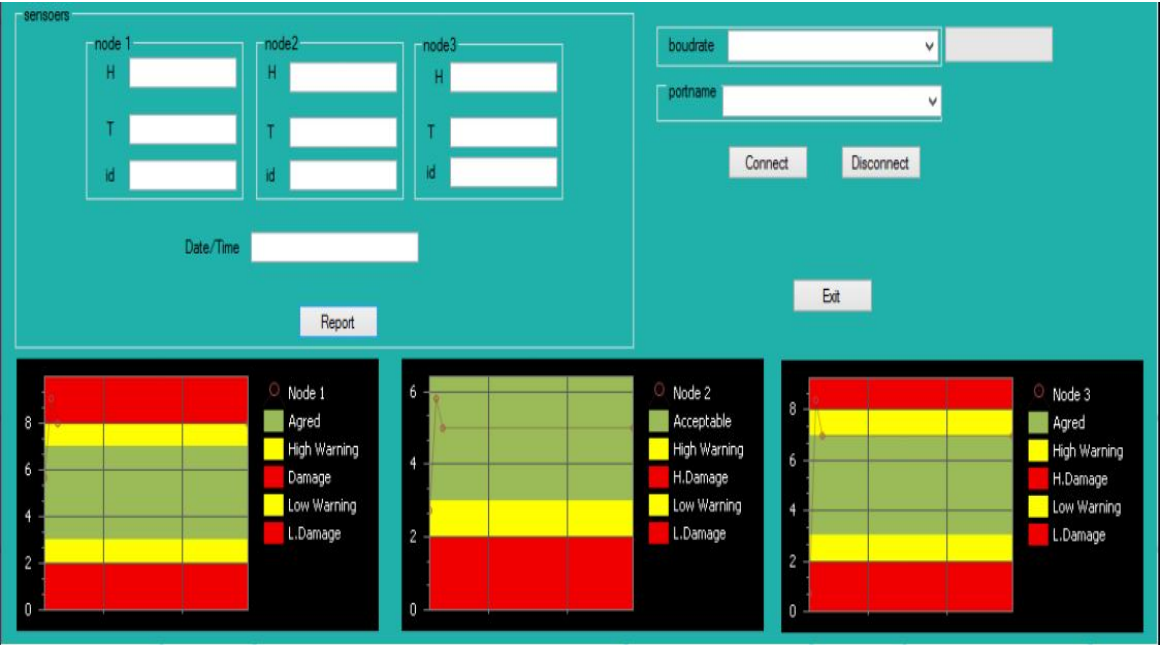 sensoers
node 1
H
T
id
node2
H
T
id
node3
H
T
id
Date/Time
Report
boudrate
portname
Connect
Disconnect
Exit
8
6
4
2
0
Node 1
Agred
High Warning
Damage
Low Warning
L.Damage
6
4
2
0
Node 2
Acceptable
High Warning
H.Damage
Low Warning
L.Damage
8
6
4
2
0
Node 3
Agred
High Warning
H.Damage
Low Warning
L.Damage